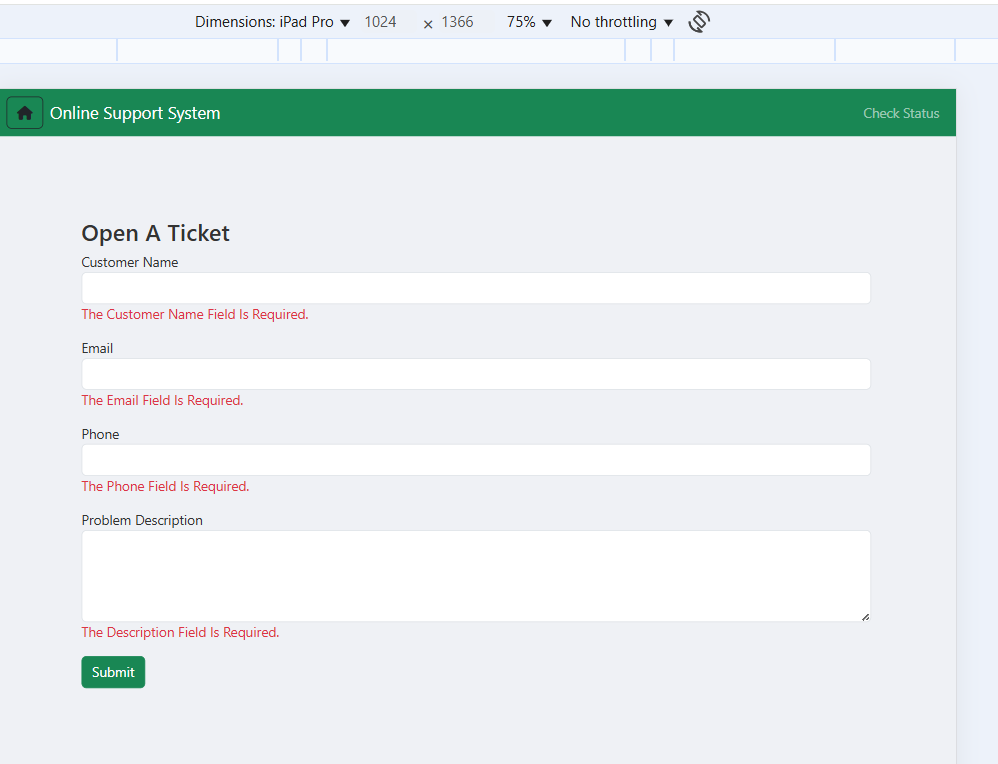 Dimensions: iPad Pro ▼ 1024 × 1366 75% ▼ No throttling ▼
Online Support System Check Status
Open A Ticket
Customer Name
The Customer Name Field Is Required.
Email
The Email Field Is Required.
Phone
The Phone Field Is Required.
Problem Description
The Description Field Is Required.
Submit